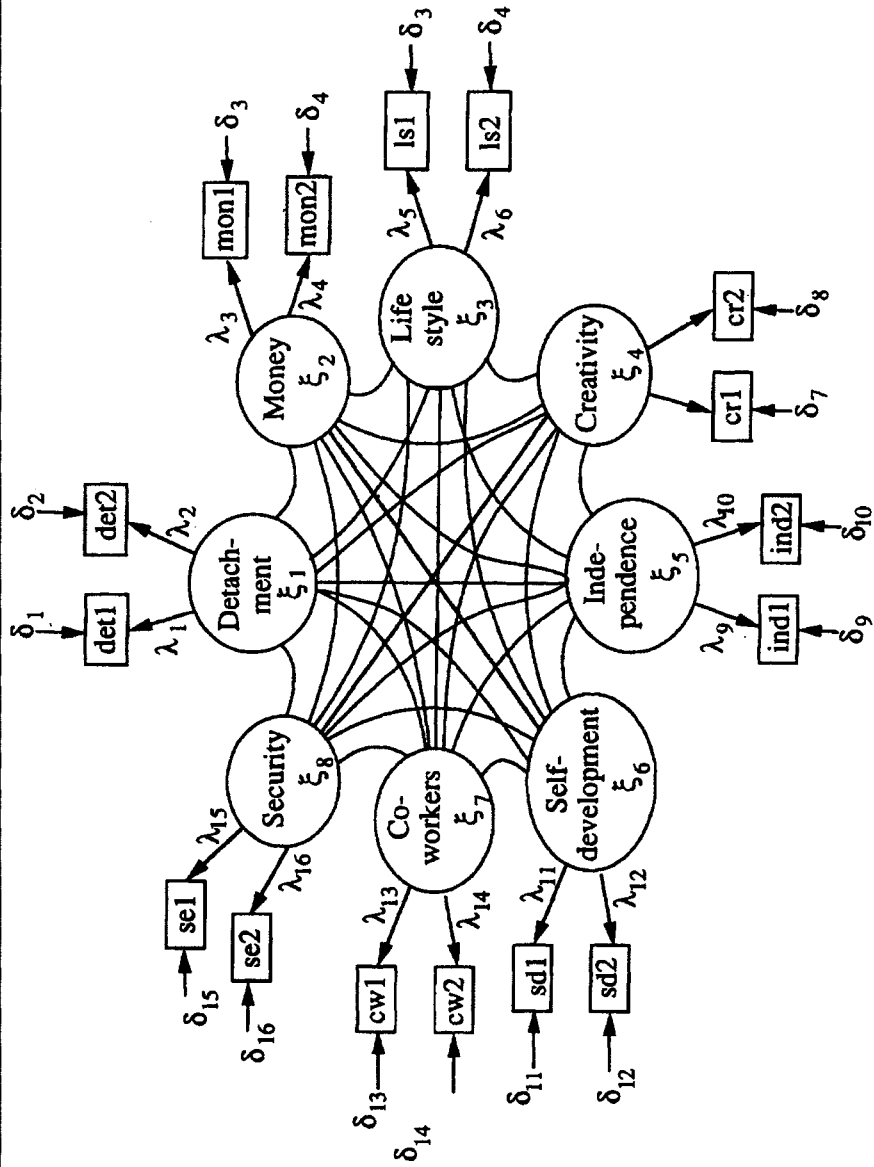 δ1
δ2
det1
det2
λ1
λ2
Detach-
ment
ξ1
δ3
δ4
mon1
mon2
λ3
λ4
Money
ξ2
δ3
δ4
ls1
ls2
λ5
λ6
Life
style
ξ3
Creativity
ξ4
cr1
cr2
δ7
δ8
Inde-
pendence
ξ5
λ9
λ10
ind1
ind2
δ9
δ10
Self-
development
ξ6
λ11
λ12
sd1
sd2
δ11
δ12
Co-
workers
ξ7
λ13
λ14
cw1
cw2
δ13
δ14
Security
ξ8
λ15
λ16
se1
se2
δ15
δ16